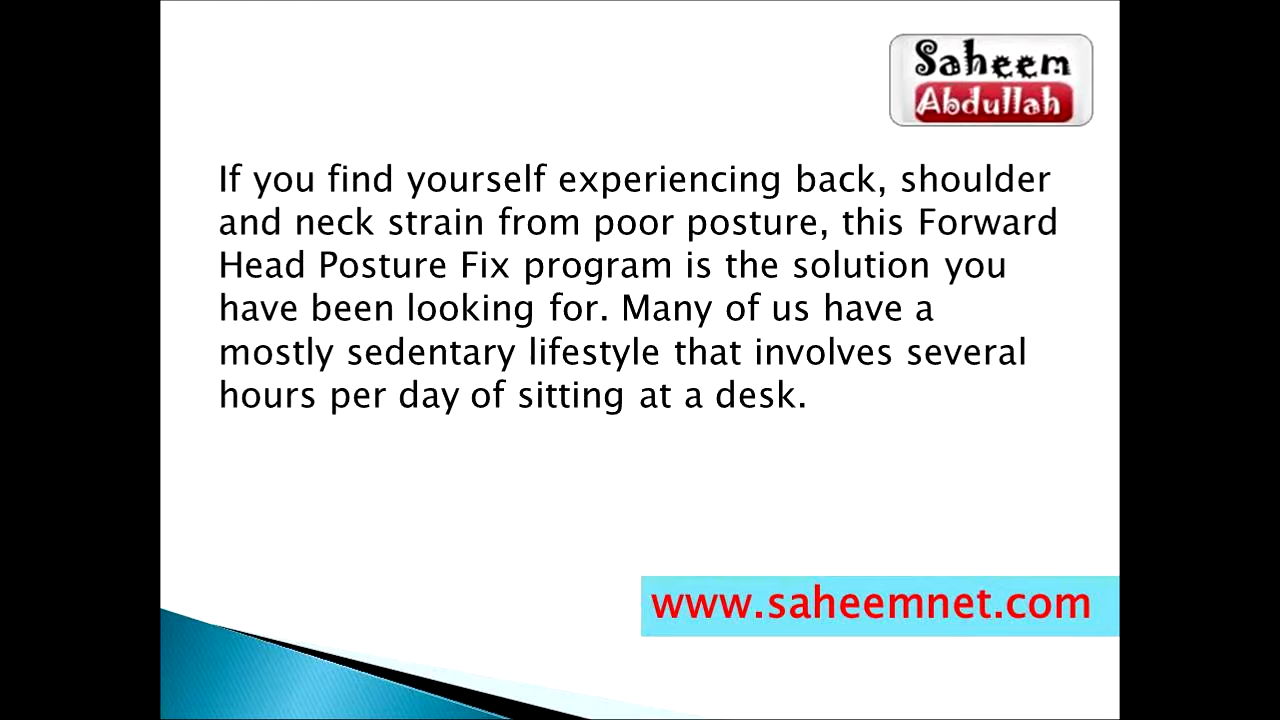 Saheem
Abdullah
If you find yourself experiencing back, shoulder
and neck strain from poor posture, this Forward
Head Posture Fix program is the solution you
have been looking for. Many of us have a
mostly sedentary lifestyle that involves several
hours per day of sitting at a desk.
www.saheemnet.com